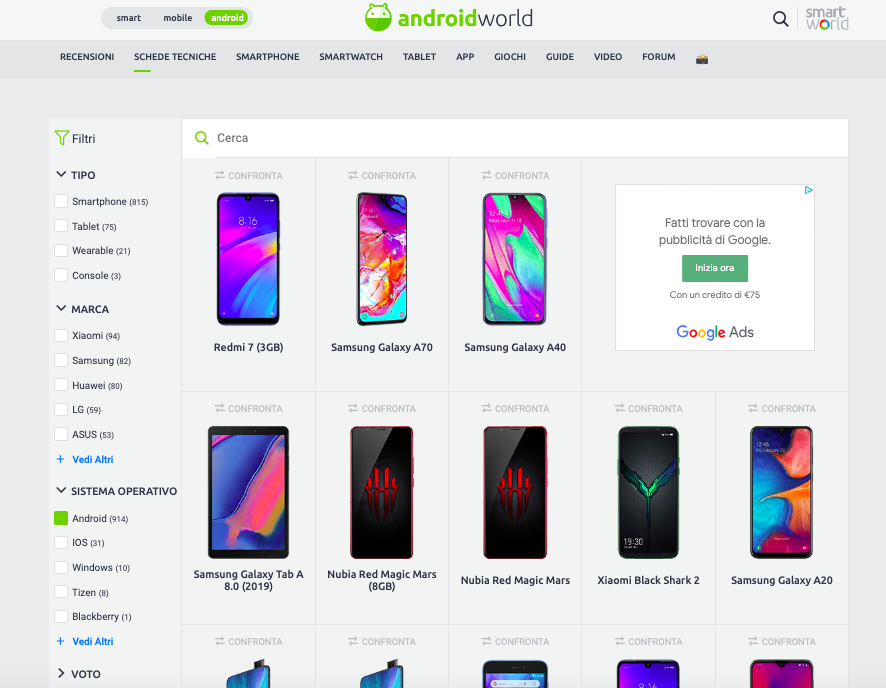 smart mobile android
androidworld
smart
world
RECENSIONI SCHEDE TECNICHE SMARTPHONE SMARTWATCH TABLET APP GIOCHI GUIDE VIDEO FORUM
Filtri
Cerca
TIPO
Smartphone (815)
Tablet (75)
Wearable (21)
Console (3)
MARCA
Xiaomi (94)
Samsung (82)
Huawei (80)
LG (59)
ASUS (53)
+ Vedi Altri
SISTEMA OPERATIVO
Android (914)
IOS (31)
Windows (10)
Tizen (8)
Blackberry (1)
+ Vedi Altri
VOTO
CONFRONTA CONFRONTA CONFRONTA
8:16
12:45
Redmi 7 (3GB) Samsung Galaxy A70 Samsung Galaxy A40
Fatti trovare con la
pubblicità di Google.
Inizia ora
Con un credito di €75
Google Ads
CONFRONTA CONFRONTA CONFRONTA CONFRONTA CONFRONTA
12:45
19:30
Samsung Galaxy Tab A
8.0 (2019)
Nubia Red Magic Mars
(8GB)
Nubia Red Magic Mars
Xiaomi Black Shark 2
Samsung Galaxy A20
CONFRONTA CONFRONTA CONFRONTA CONFRONTA CONFRONTA